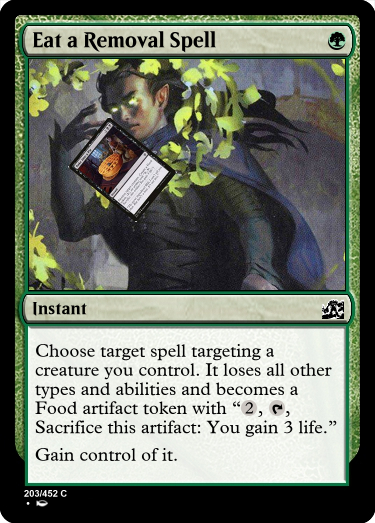 Eat a Removal Spell
Instant
Choose target spell targeting a
creature you control. It loses all other
types and abilities and becomes a
Food artifact token with “2, T,
Sacrifice this artifact: You gain 3 life.”
Gain control of it.
203/452 C